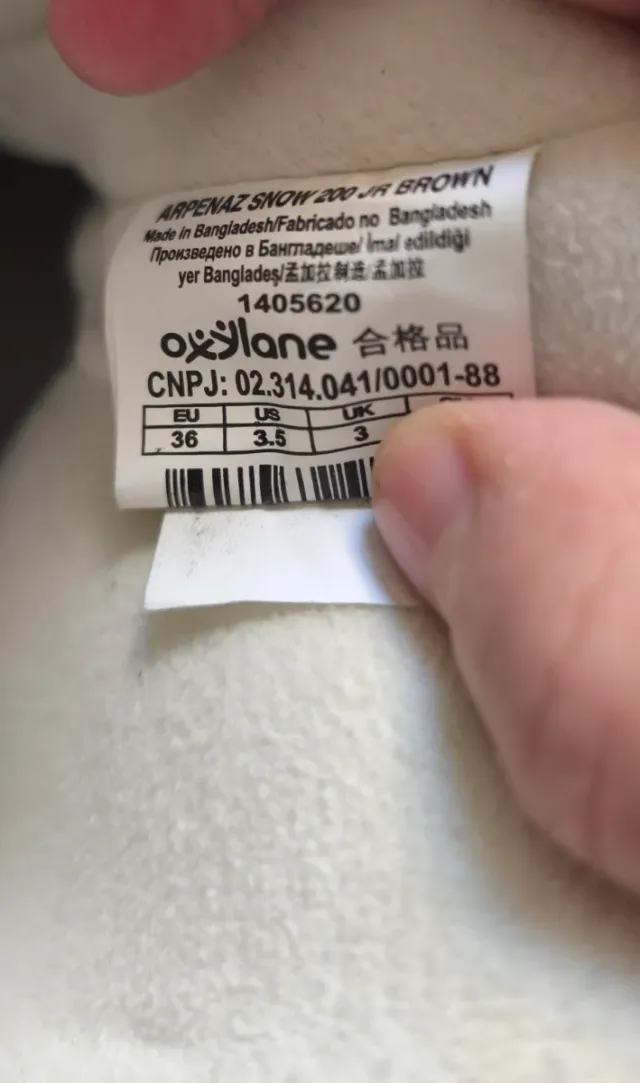 ARPENAZ SNOW 200 JR BROWN
Made in Bangladesh/Fabricado no Bangladesh
Произведено в Бангладеше/ İmal edildiği
yer Bangladeş/孟加拉制造/孟加拉
1405620
oxylane 合格品
CNPJ: 02.314.041/0001-88
EU US UK
36 3.5 3